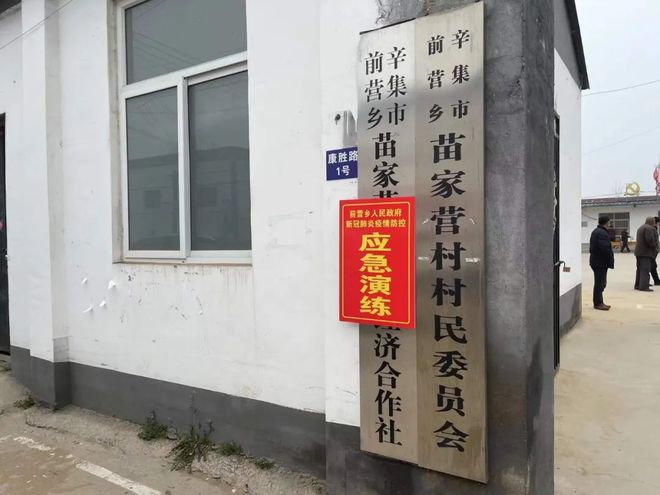 辛集市
前营乡
苗家营村村民委员会
辛集市
前营乡
苗家营
经济合作社
康胜路
1号
前营乡人民政府
新冠肺炎疫情防控
应急演练